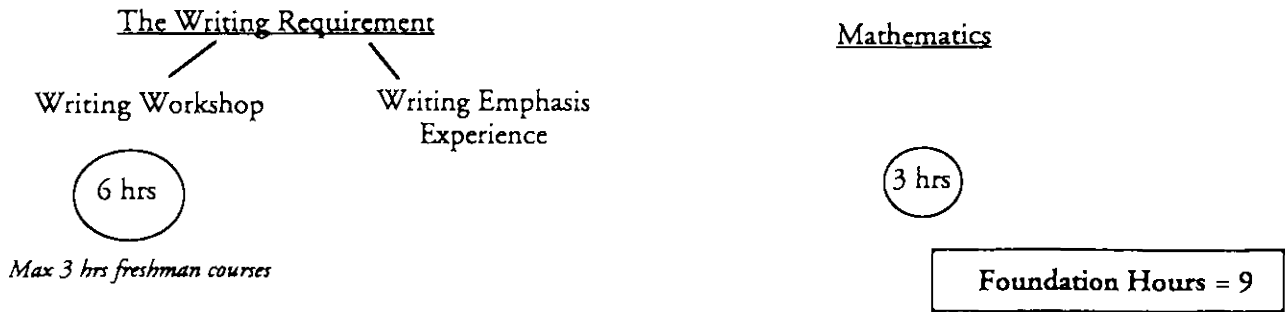 The Writing Requirement
Mathematics
Writing Workshop
Writing Emphasis
Experience
6 hrs
3 hrs
Max 3 hrs freshman courses
Foundation Hours = 9